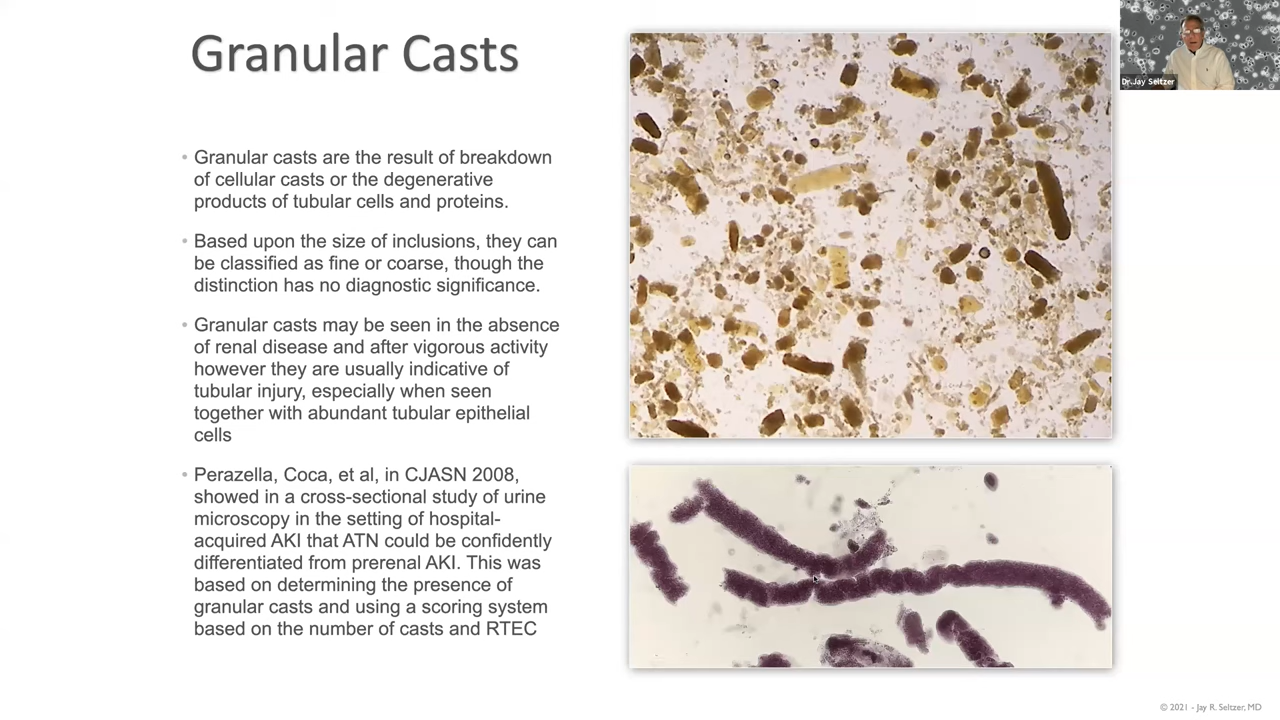 Granular Casts
Dr.Jay Seltzer
• Granular casts are the result of breakdown
of cellular casts or the degenerative
products of tubular cells and proteins.
• Based upon the size of inclusions, they can
be classified as fine or coarse, though the
distinction has no diagnostic significance.
• Granular casts may be seen in the absence
of renal disease and after vigorous activity
however they are usually indicative of
tubular injury, especially when seen
together with abundant tubular epithelial
cells
• Perazella, Coca, et al, in CJASN 2008,
showed in a cross-sectional study of urine
microscopy in the setting of hospital-
acquired AKI that ATN could be confidently
differentiated from prerenal AKI. This was
based on determining the presence of
granular casts and using a scoring system
based on the number of casts and RTEC
© 2021 - Jay R. Seltzer, MD